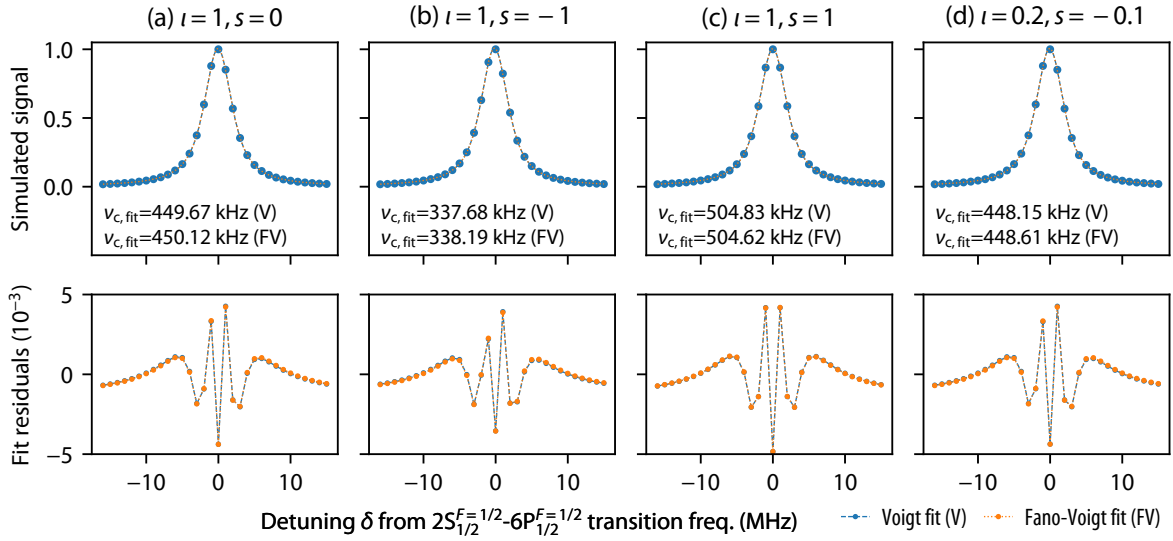 (a) ι = 1, s = 0
(b) ι = 1, s = −1
(c) ι = 1, s = 1
(d) ι = 0.2, s = −0.1
Simulated signal
1.0
0.5
0.0
ν_c, fit=449.67 kHz (V)
ν_c, fit=450.12 kHz (FV)
ν_c, fit=337.68 kHz (V)
ν_c, fit=338.19 kHz (FV)
ν_c, fit=504.83 kHz (V)
ν_c, fit=504.62 kHz (FV)
ν_c, fit=448.15 kHz (V)
ν_c, fit=448.61 kHz (FV)
Fit residuals (10⁻³)
5
0
−5
−10 0 10
−10 0 10
−10 0 10
−10 0 10
Detuning δ from 2S_{1/2}^{F=1/2}-6P_{1/2}^{F=1/2} transition freq. (MHz)
Voigt fit (V)
Fano-Voigt fit (FV)